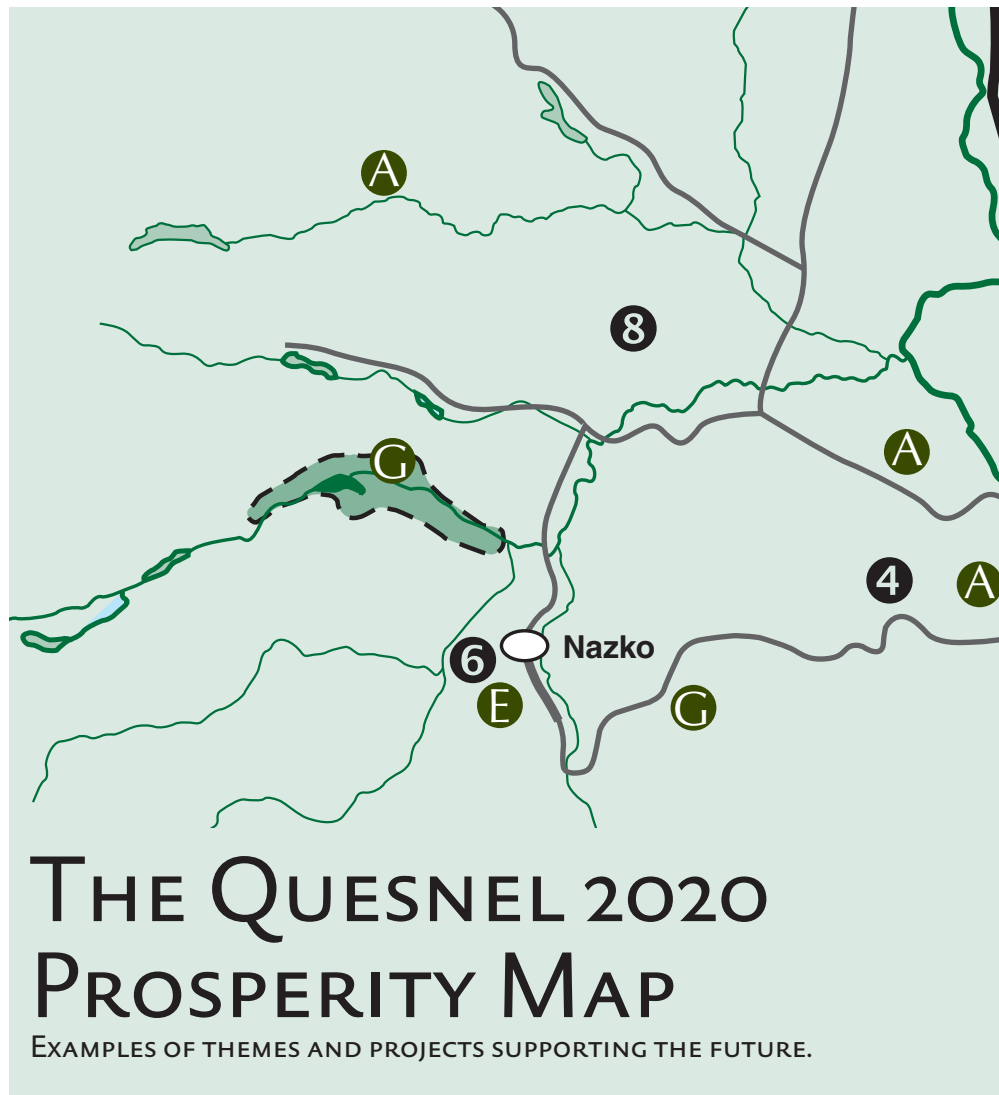 A
8
G
A
4
A
Nazko
6
E
G
The Quesnel 2020
Prosperity Map
Examples of themes and projects supporting the future.